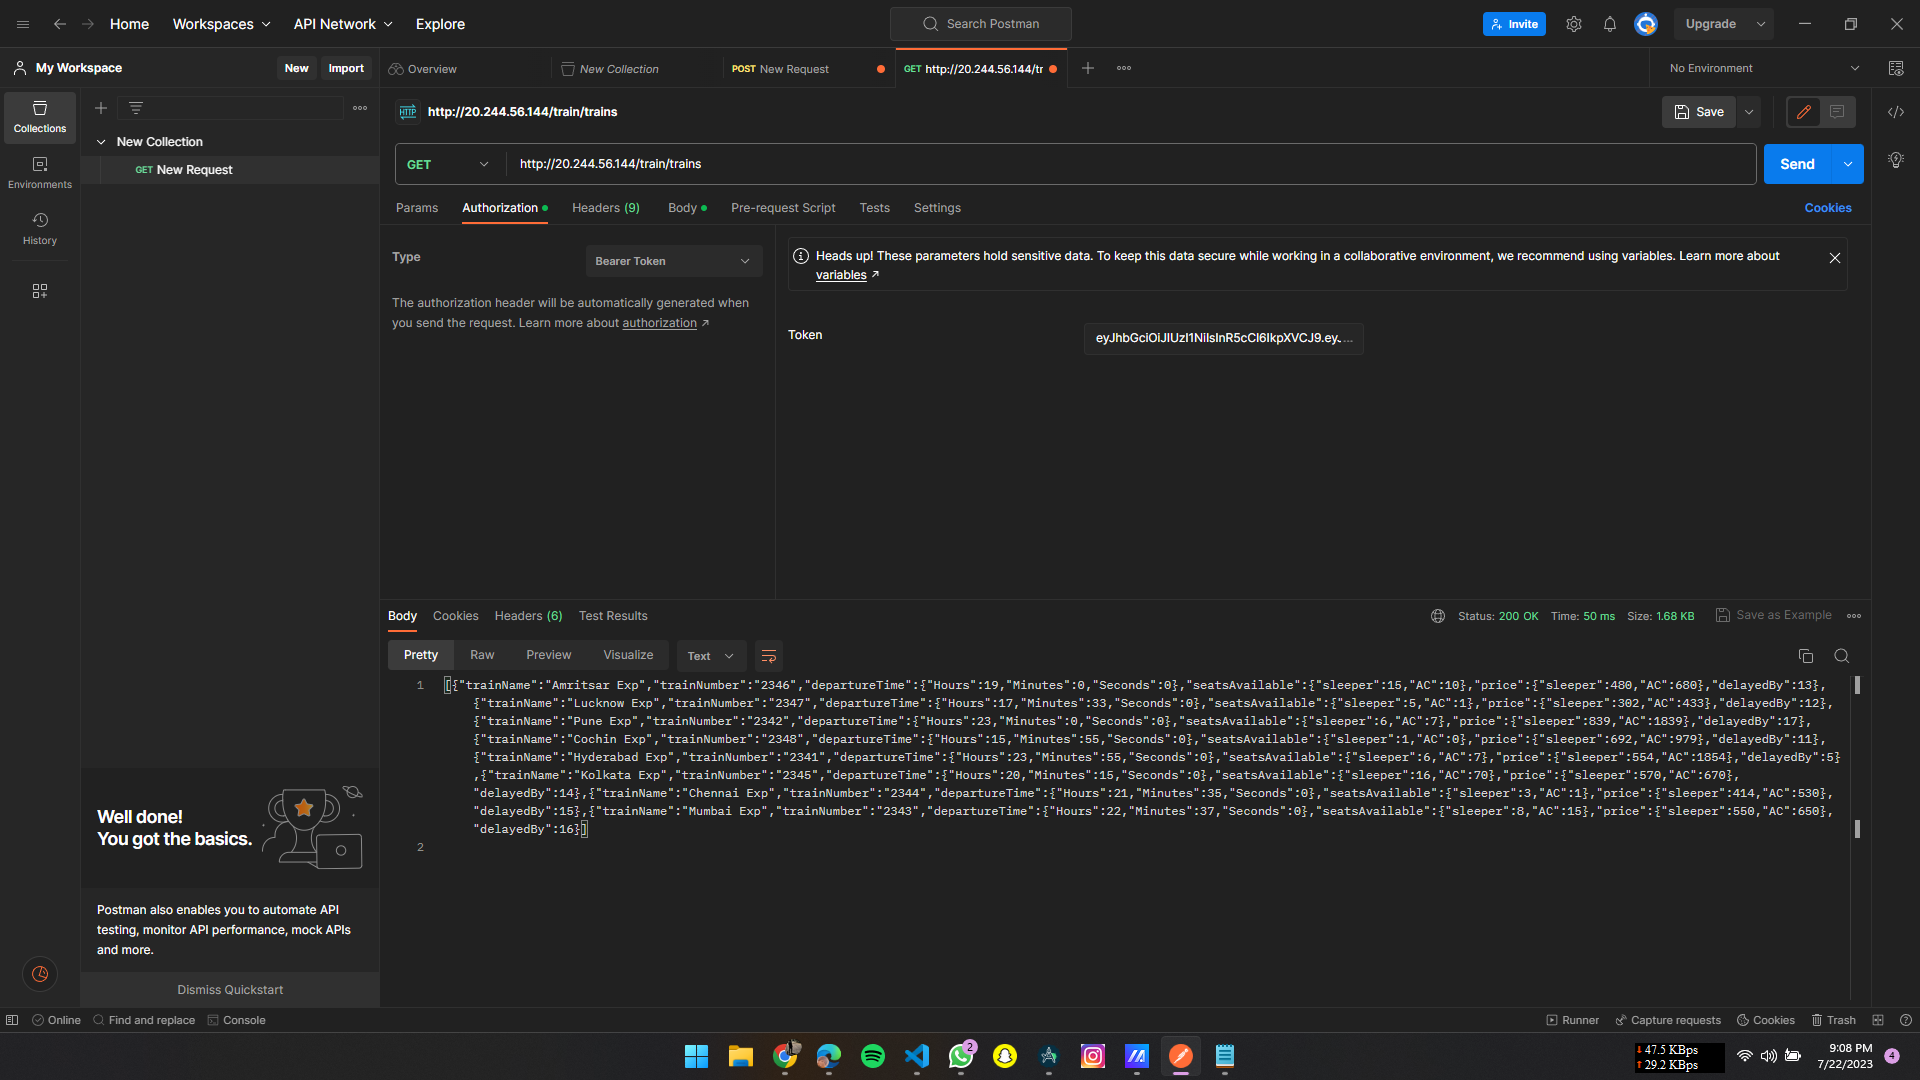 Home
Workspaces
API Network
Explore
Search Postman
Invite
Upgrade
My Workspace
New
Import
Overview
New Collection
POST New Request
GET http://20.244.56.144/tr
No Environment
Collections
Environments
History
New Collection
GET New Request
HTTP http://20.244.56.144/train/trains
Save
GET
http://20.244.56.144/train/trains
Send
Params
Authorization
Headers (9)
Body
Pre-request Script
Tests
Settings
Cookies
Type
Bearer Token
The authorization header will be automatically generated when
you send the request. Learn more about authorization ↗
Heads up! These parameters hold sensitive data. To keep this data secure while working in a collaborative environment, we recommend using variables. Learn more about
variables ↗
Token
Body
Cookies
Headers (6)
Test Results
Status: 200 OK
Time: 50 ms
Size: 1.68 KB
Save as Example
Pretty
Raw
Preview
Visualize
Text
1
[{"trainName":"Amritsar Exp","trainNumber":"2346","departureTime":{"Hours":19,"Minutes":0,"Seconds":0},"seatsAvailable":{"sleeper":15,"AC":10},"price":{"sleeper":480,"AC":680},"delayedBy":13},
{"trainName":"Lucknow Exp","trainNumber":"2347","departureTime":{"Hours":17,"Minutes":33,"Seconds":0},"seatsAvailable":{"sleeper":5,"AC":1},"price":{"sleeper":302,"AC":433},"delayedBy":12},
{"trainName":"Pune Exp","trainNumber":"2342","departureTime":{"Hours":23,"Minutes":0,"Seconds":0},"seatsAvailable":{"sleeper":6,"AC":7},"price":{"sleeper":839,"AC":1839},"delayedBy":17},
{"trainName":"Cochin Exp","trainNumber":"2348","departureTime":{"Hours":15,"Minutes":55,"Seconds":0},"seatsAvailable":{"sleeper":1,"AC":0},"price":{"sleeper":692,"AC":979},"delayedBy":11},
{"trainName":"Hyderabad Exp","trainNumber":"2341","departureTime":{"Hours":23,"Minutes":55,"Seconds":0},"seatsAvailable":{"sleeper":6,"AC":7},"price":{"sleeper":554,"AC":1854},"delayedBy":5}
,{"trainName":"Kolkata Exp","trainNumber":"2345","departureTime":{"Hours":20,"Minutes":15,"Seconds":0},"seatsAvailable":{"sleeper":16,"AC":70},"price":{"sleeper":570,"AC":670},
"delayedBy":14},{"trainName":"Chennai Exp","trainNumber":"2344","departureTime":{"Hours":21,"Minutes":35,"Seconds":0},"seatsAvailable":{"sleeper":3,"AC":1},"price":{"sleeper":414,"AC":530},
"delayedBy":15},{"trainName":"Mumbai Exp","trainNumber":"2343","departureTime":{"Hours":22,"Minutes":37,"Seconds":0},"seatsAvailable":{"sleeper":8,"AC":15},"price":{"sleeper":550,"AC":650},
"delayedBy":16}]
2
Well done!
You got the basics.
Postman also enables you to automate API
testing, monitor API performance, mock APIs
and more.
Dismiss Quickstart
Online
Find and replace
Console
Runner
Capture requests
Cookies
Trash
2
47.5 KBps
29.2 KBps
9:08 PM
7/22/2023
4